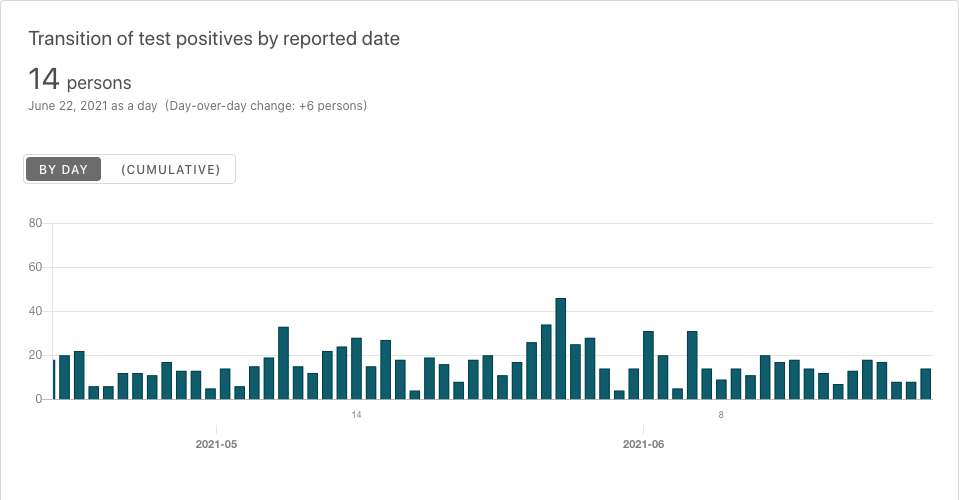 Transition of test positives by reported date
14 persons
June 22, 2021 as a day (Day-over-day change: +6 persons)
BY DAY (CUMULATIVE)
80
60
40
20
0
14 8
2021-05 2021-06